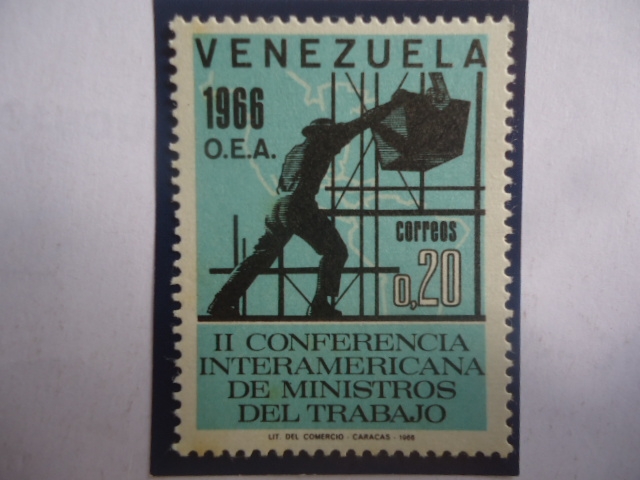 VENEZUELA
1966
O.E.A.
correos
0,20
II CONFERENCIA
INTERAMERICANA
DE MINISTROS
DEL TRABAJO
LIT. DEL COMERCIO - CARACAS - 1966